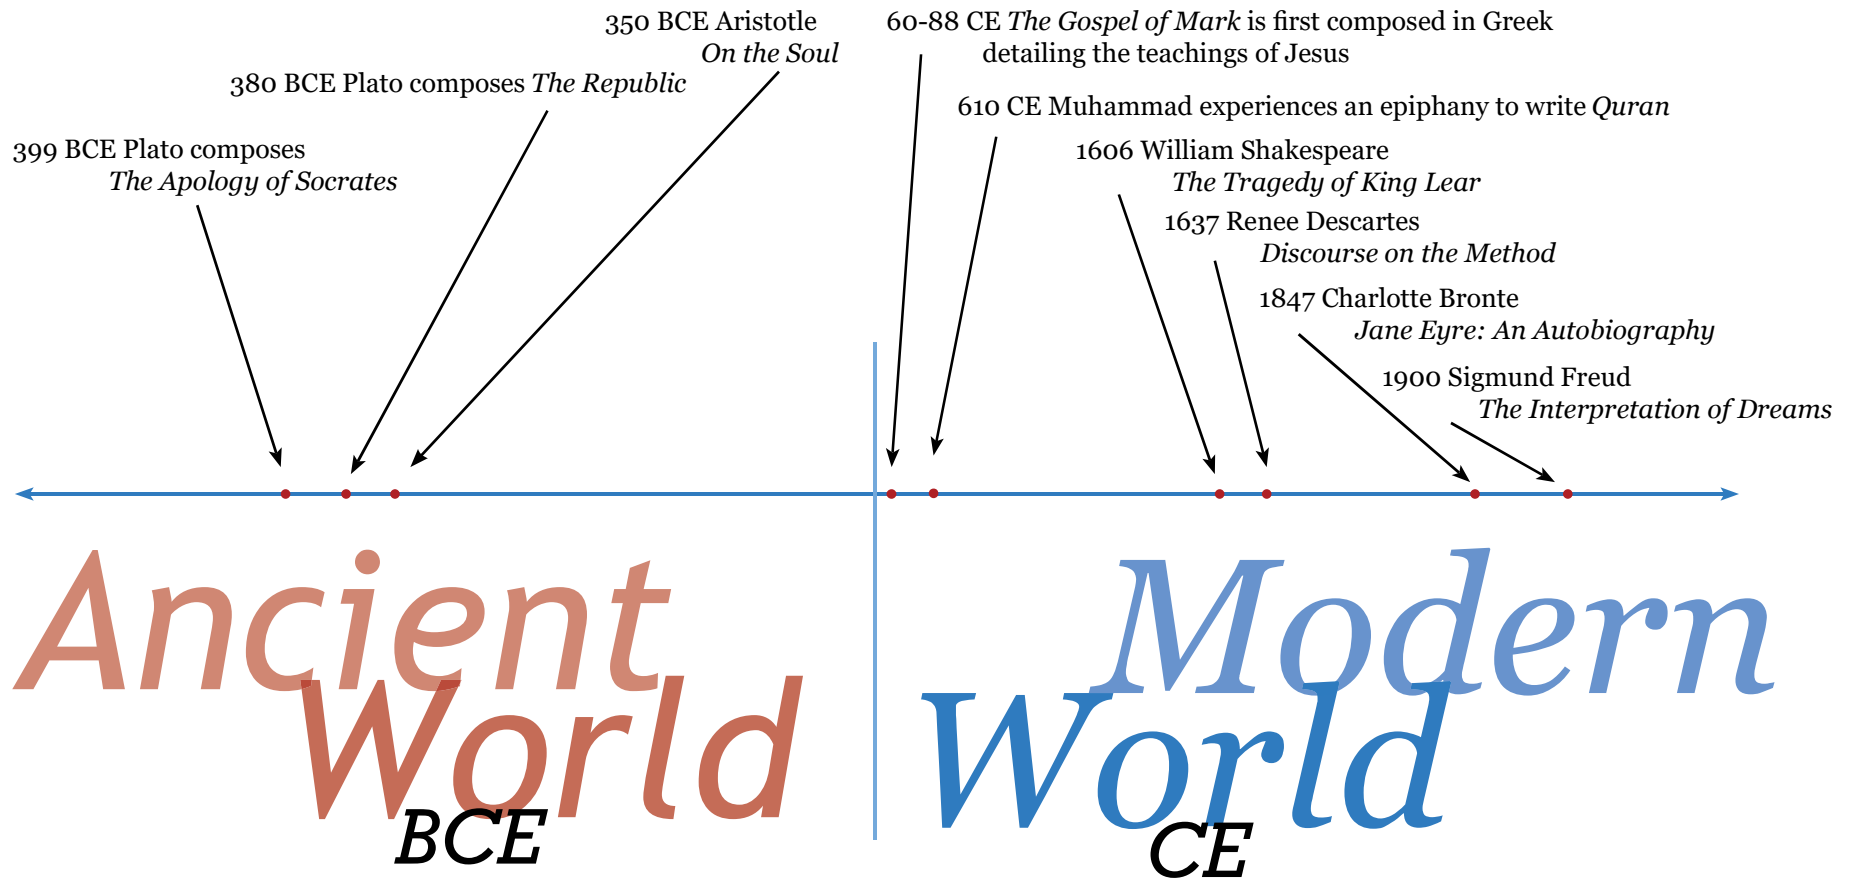 350 BCE Aristotle
On the Soul
60-88 CE The Gospel of Mark is first composed in Greek
detailing the teachings of Jesus
380 BCE Plato composes The Republic
610 CE Muhammad experiences an epiphany to write Quran
399 BCE Plato composes
The Apology of Socrates
1606 William Shakespeare
The Tragedy of King Lear
1637 Renee Descartes
Discourse on the Method
1847 Charlotte Bronte
Jane Eyre: An Autobiography
1900 Sigmund Freud
The Interpretation of Dreams
Ancient
World
BCE
Modern
World
CE